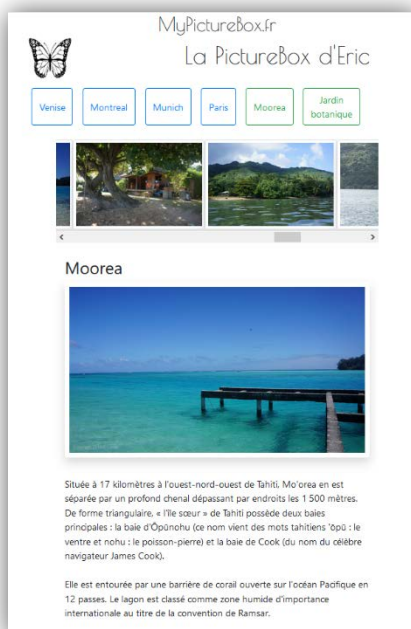 MyPictureBox.fr
La PictureBox d'Eric
Venise
Montreal
Munich
Paris
Moorea
Jardin
botanique
Moorea
Située à 17 kilomètres à l'ouest-nord-ouest de Tahiti, Mo'orea en est
séparée par un profond chenal dépassant par endroits les 1 500 mètres.
De forme triangulaire, « l'île sœur » de Tahiti possède deux baies
principales : la baie d'Ōpūnohu (ce nom vient des mots tahitiens 'ōpū : le
ventre et nohu : le poisson-pierre) et la baie de Cook (du nom du célèbre
navigateur James Cook).
Elle est entourée par une barrière de corail ouverte sur l'océan Pacifique en
12 passes. Le lagon est classé comme zone humide d'importance
internationale au titre de la convention de Ramsar.